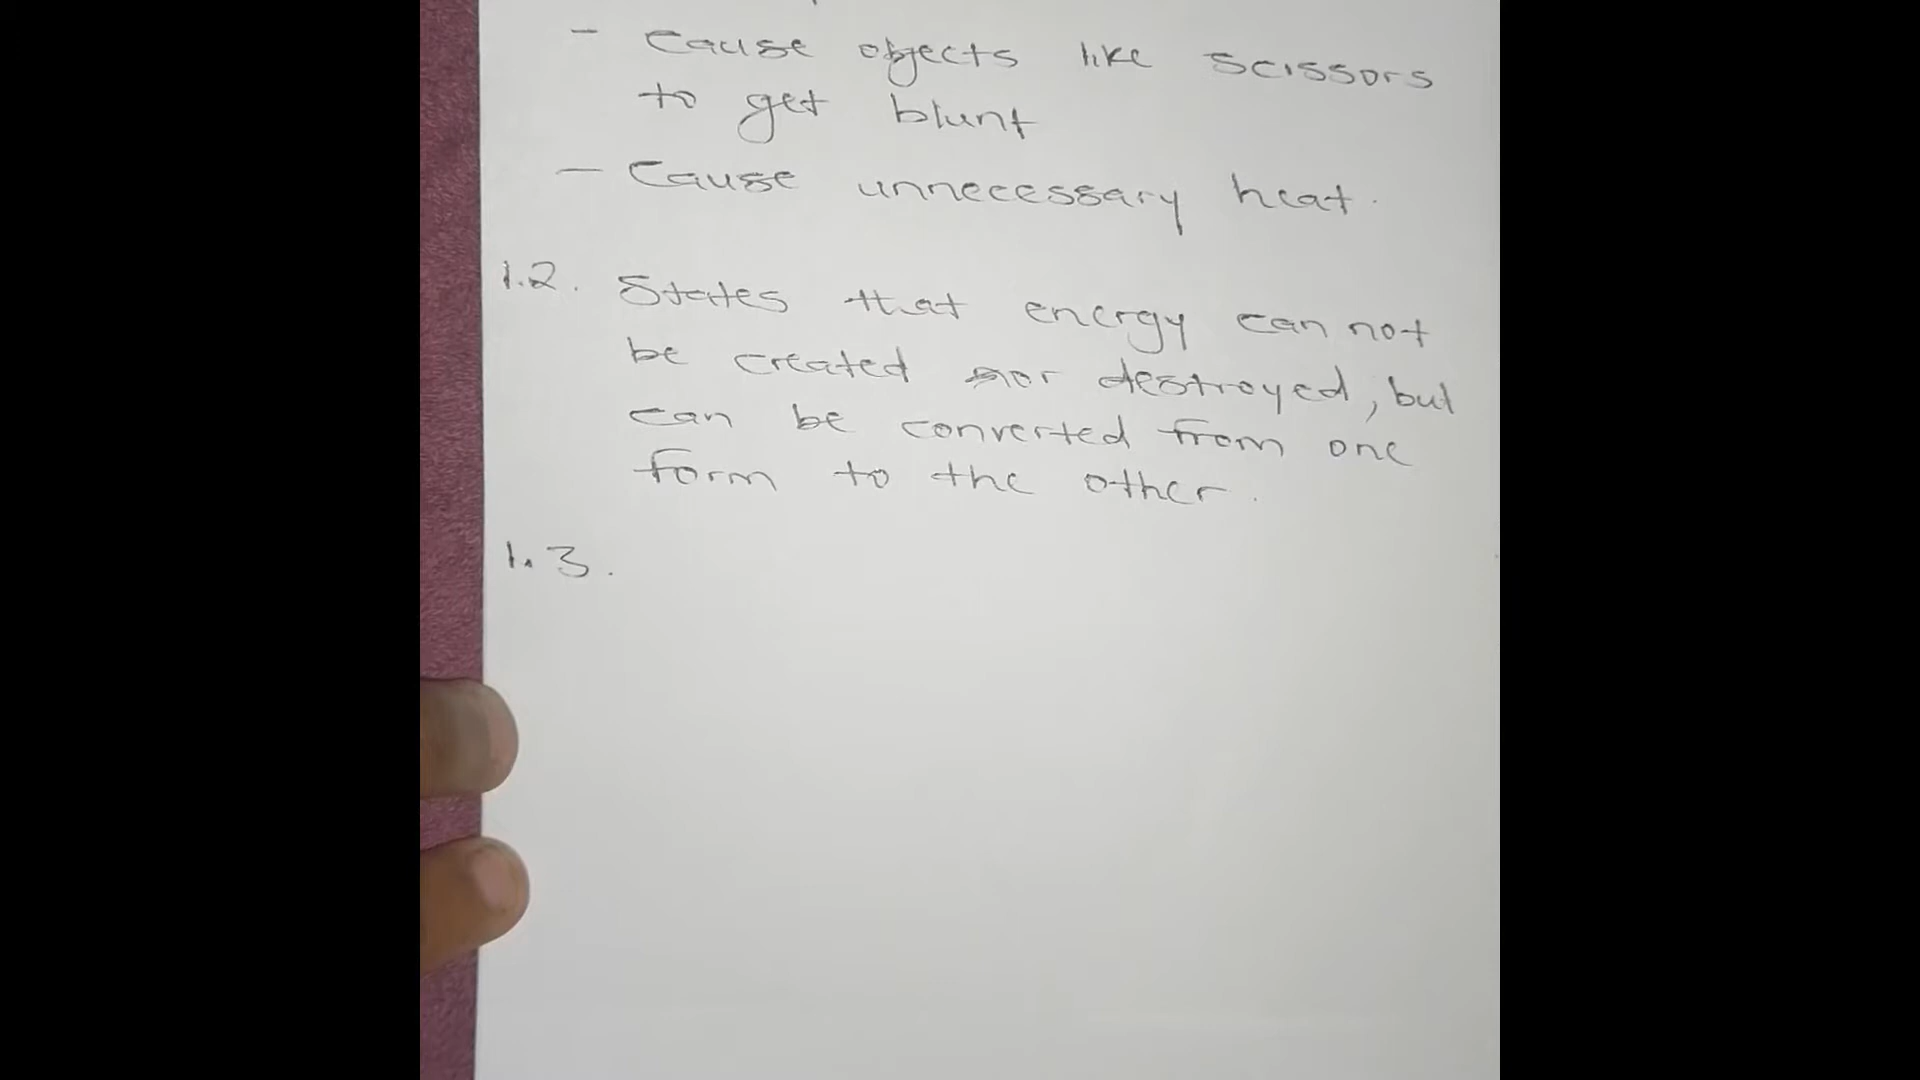 - Cause objects like scissors
to get blunt
- Cause unnecessary heat.
1.2. States that energy can not
be created nor destroyed, but
can be converted from one
form to the other.
1.3.